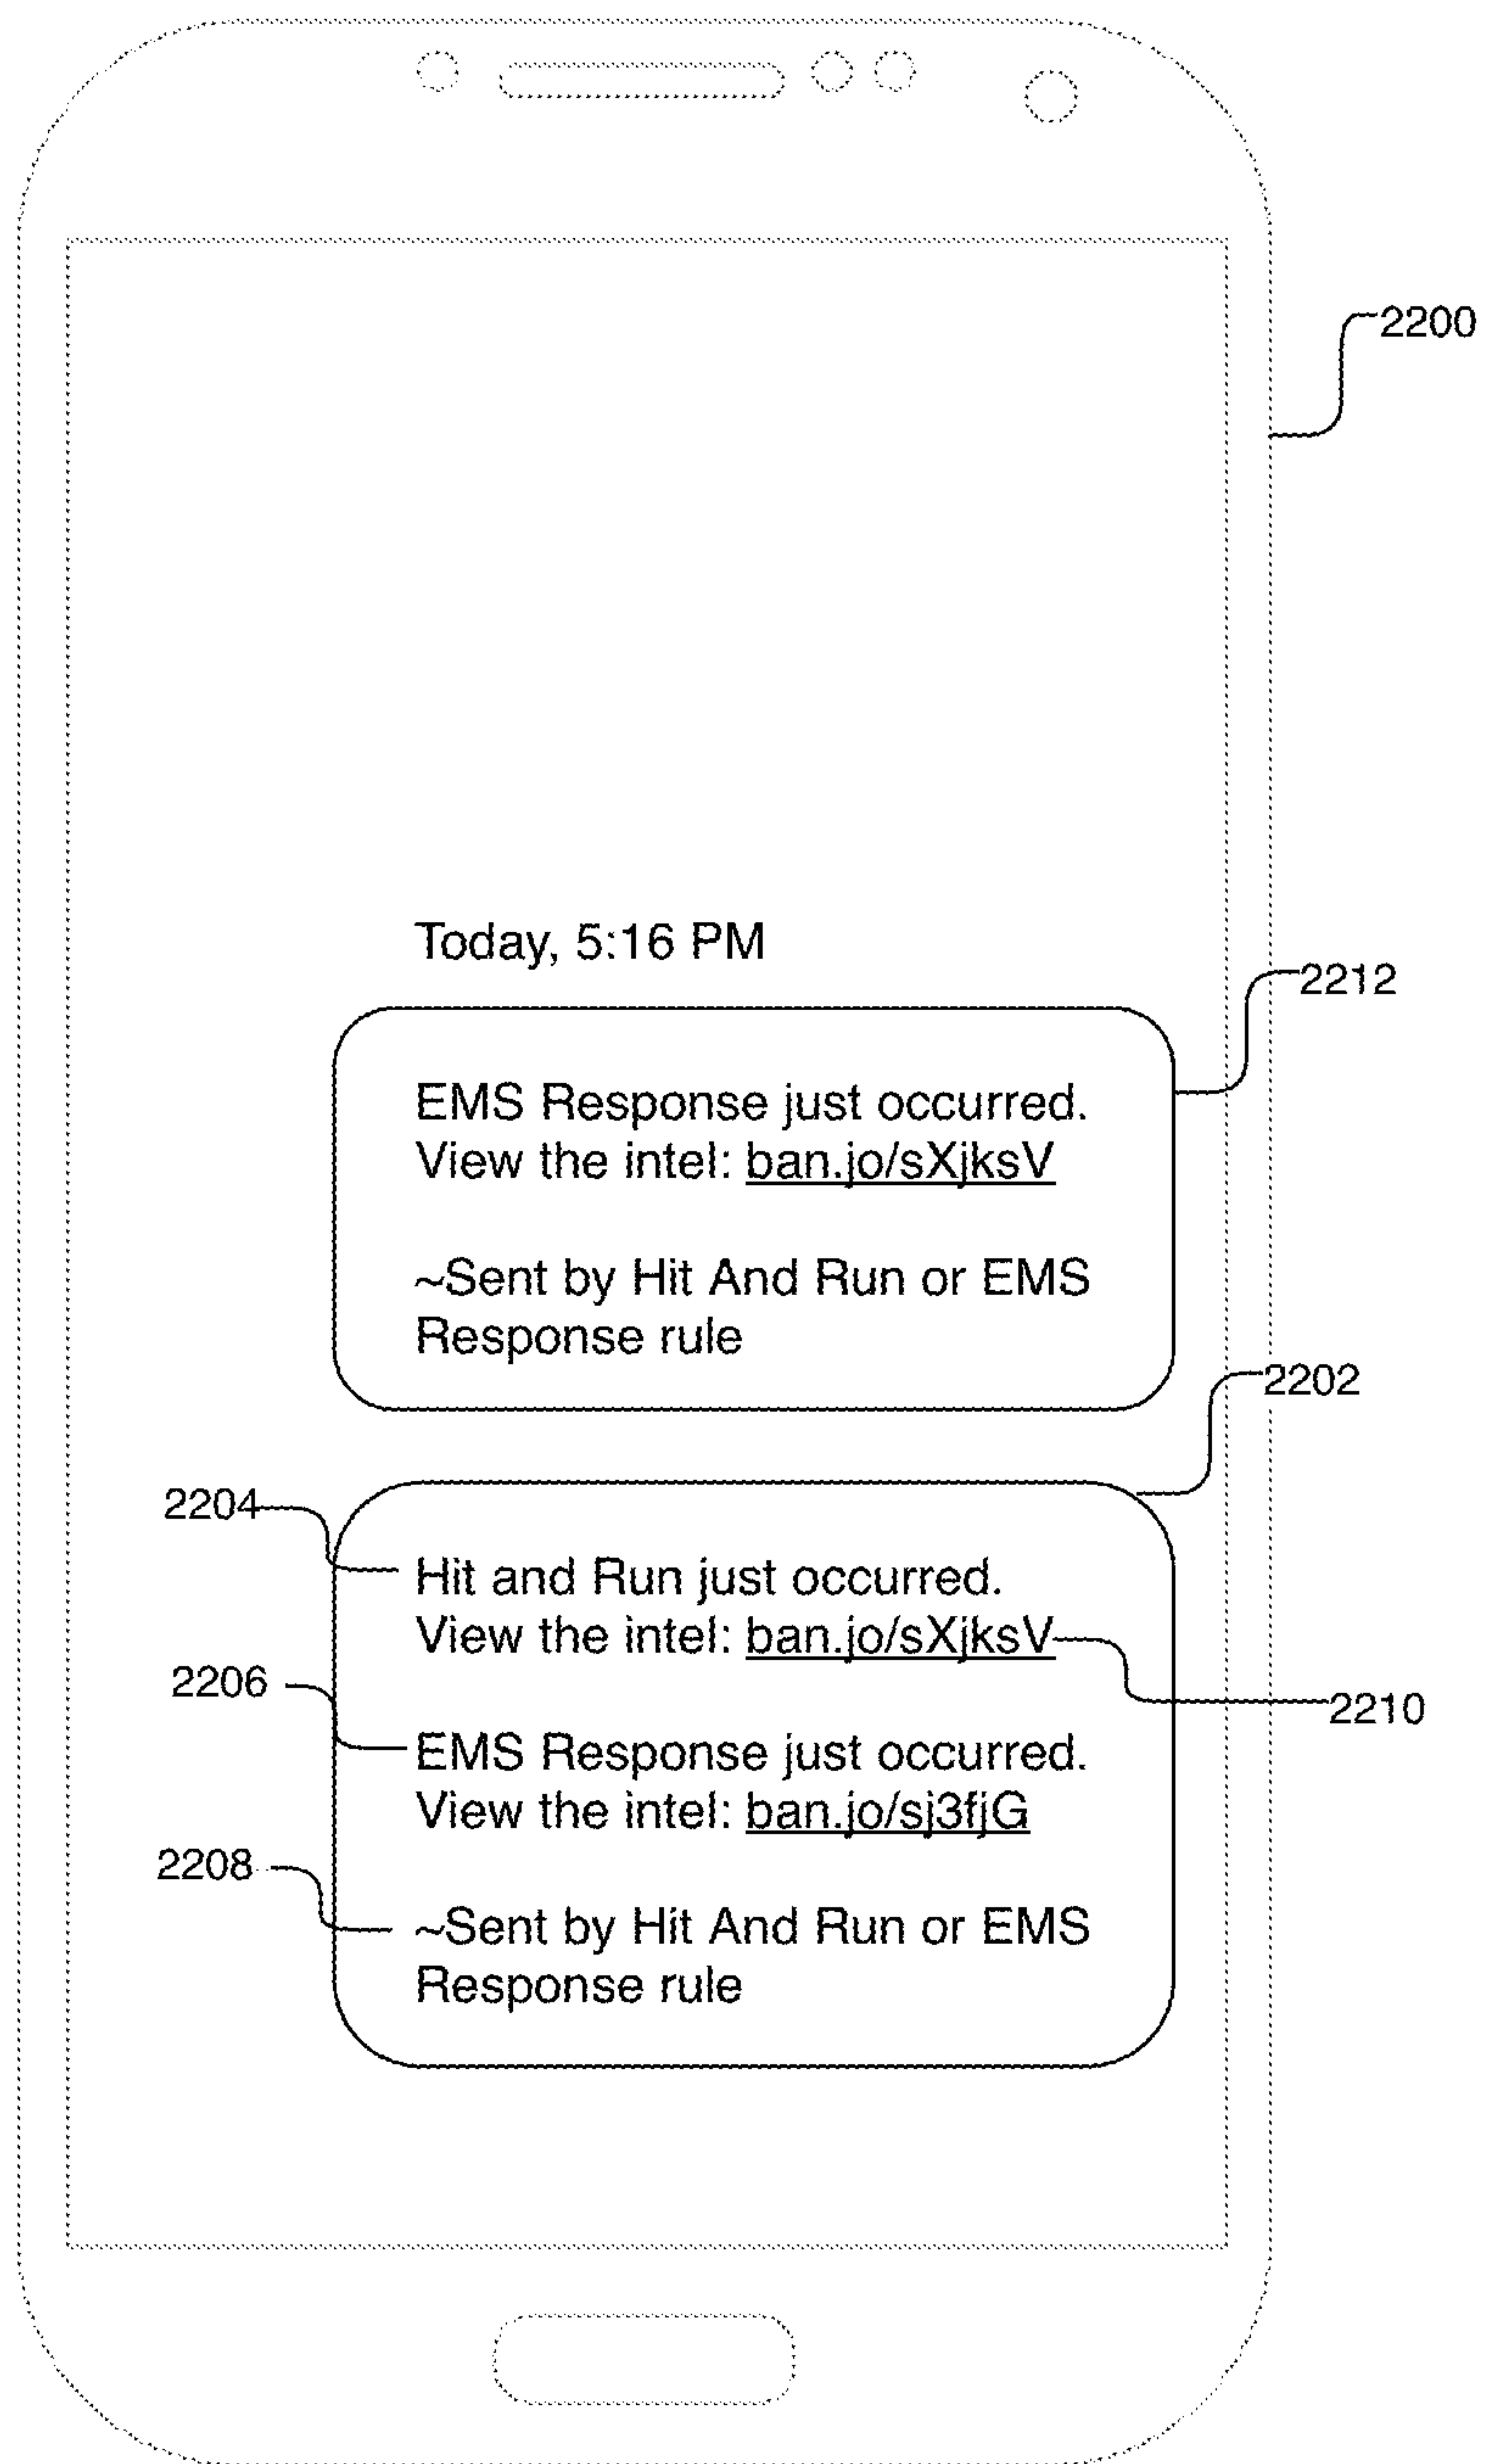 2200
Today, 5:16 PM
2212
EMS Response just occurred.
View the intel: ban.jo/sXjksV
~Sent by Hit And Run or EMS
Response rule
2202
2204
Hit and Run just occurred.
View the intel: ban.jo/sXjksV
2206
2210
EMS Response just occurred.
View the intel: ban.jo/sj3fjG
2208
~Sent by Hit And Run or EMS
Response rule